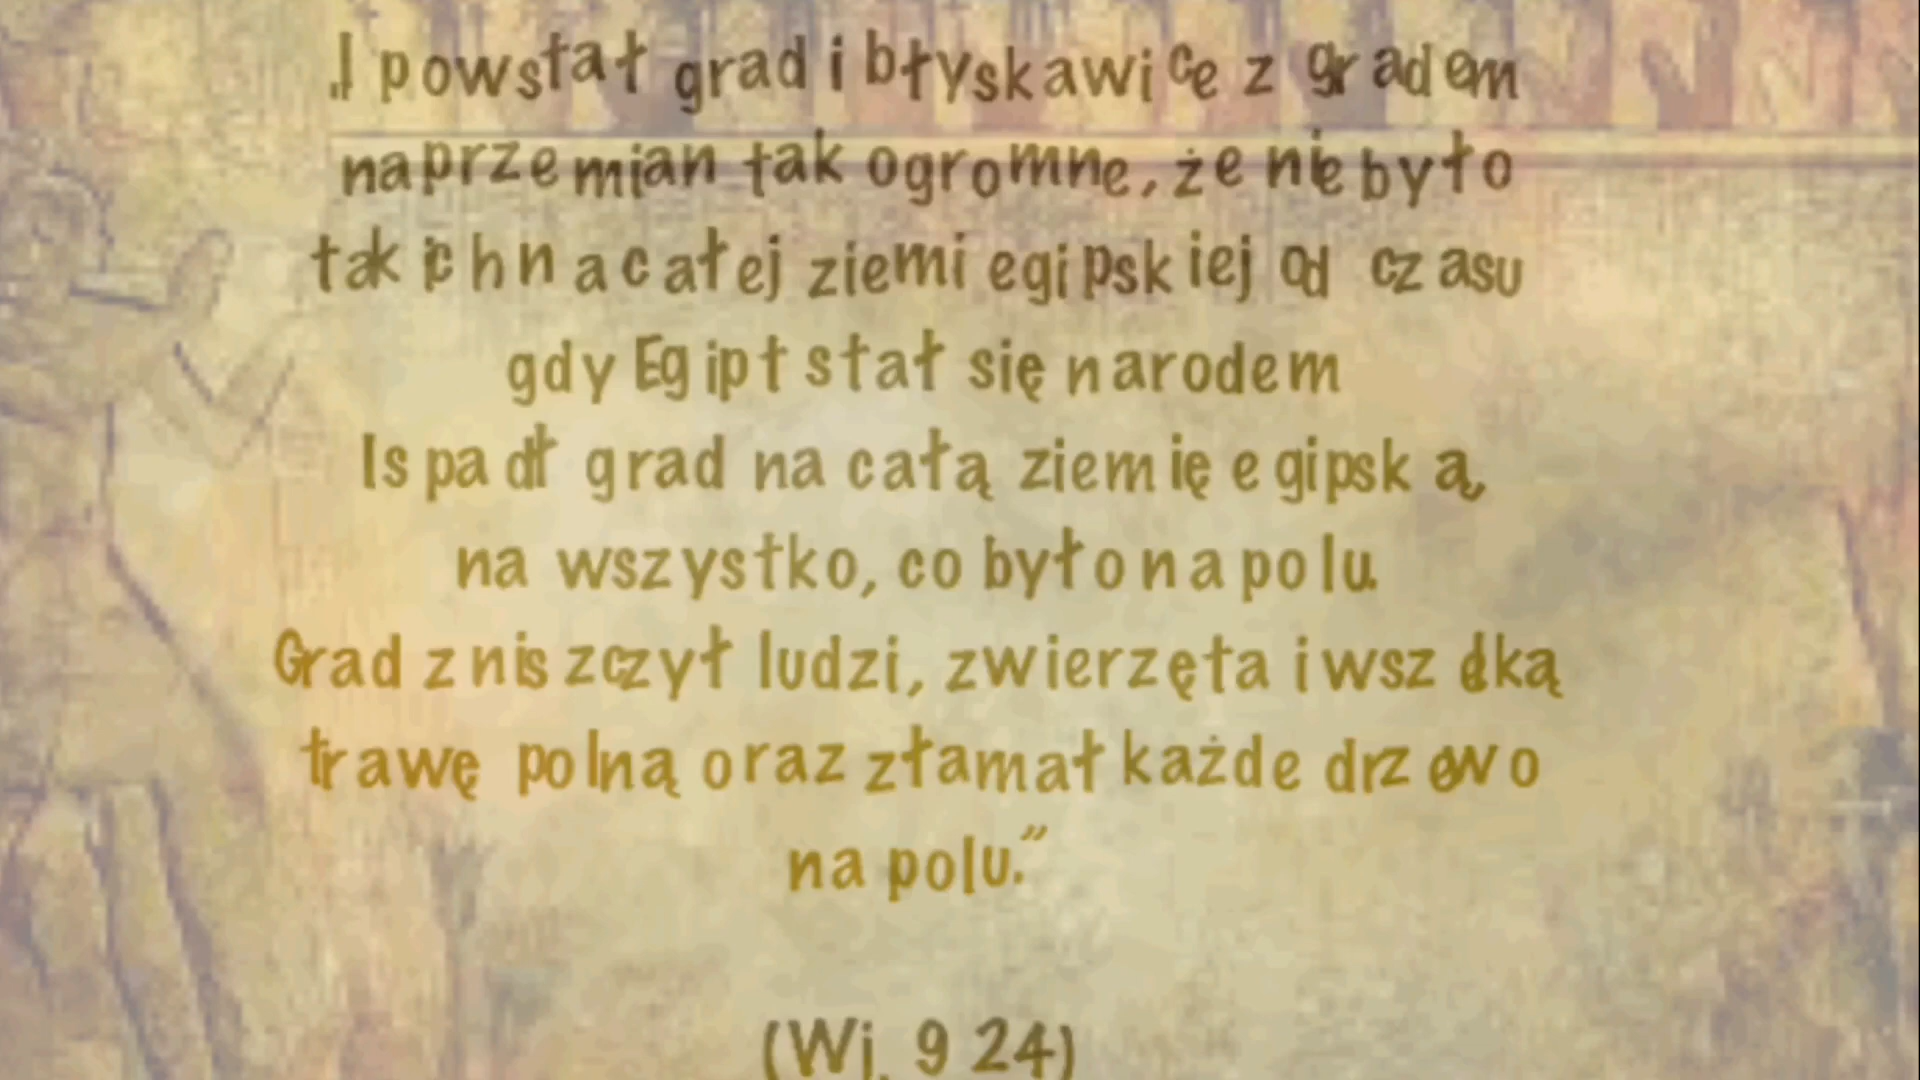 „I powstał grad i błyskawice z gradem
naprzemian tak ogromne, że nie było
takich na całej ziemi egipskiej od czasu
gdy Egipt stał się narodem
I spadł grad na całą ziemię egipską,
na wszystko, co było na polu.
Grad zniszczył ludzi, zwierzęta i wszelką
trawę polną oraz złamał każde drzewo
na polu.”
(Wj. 9 24)